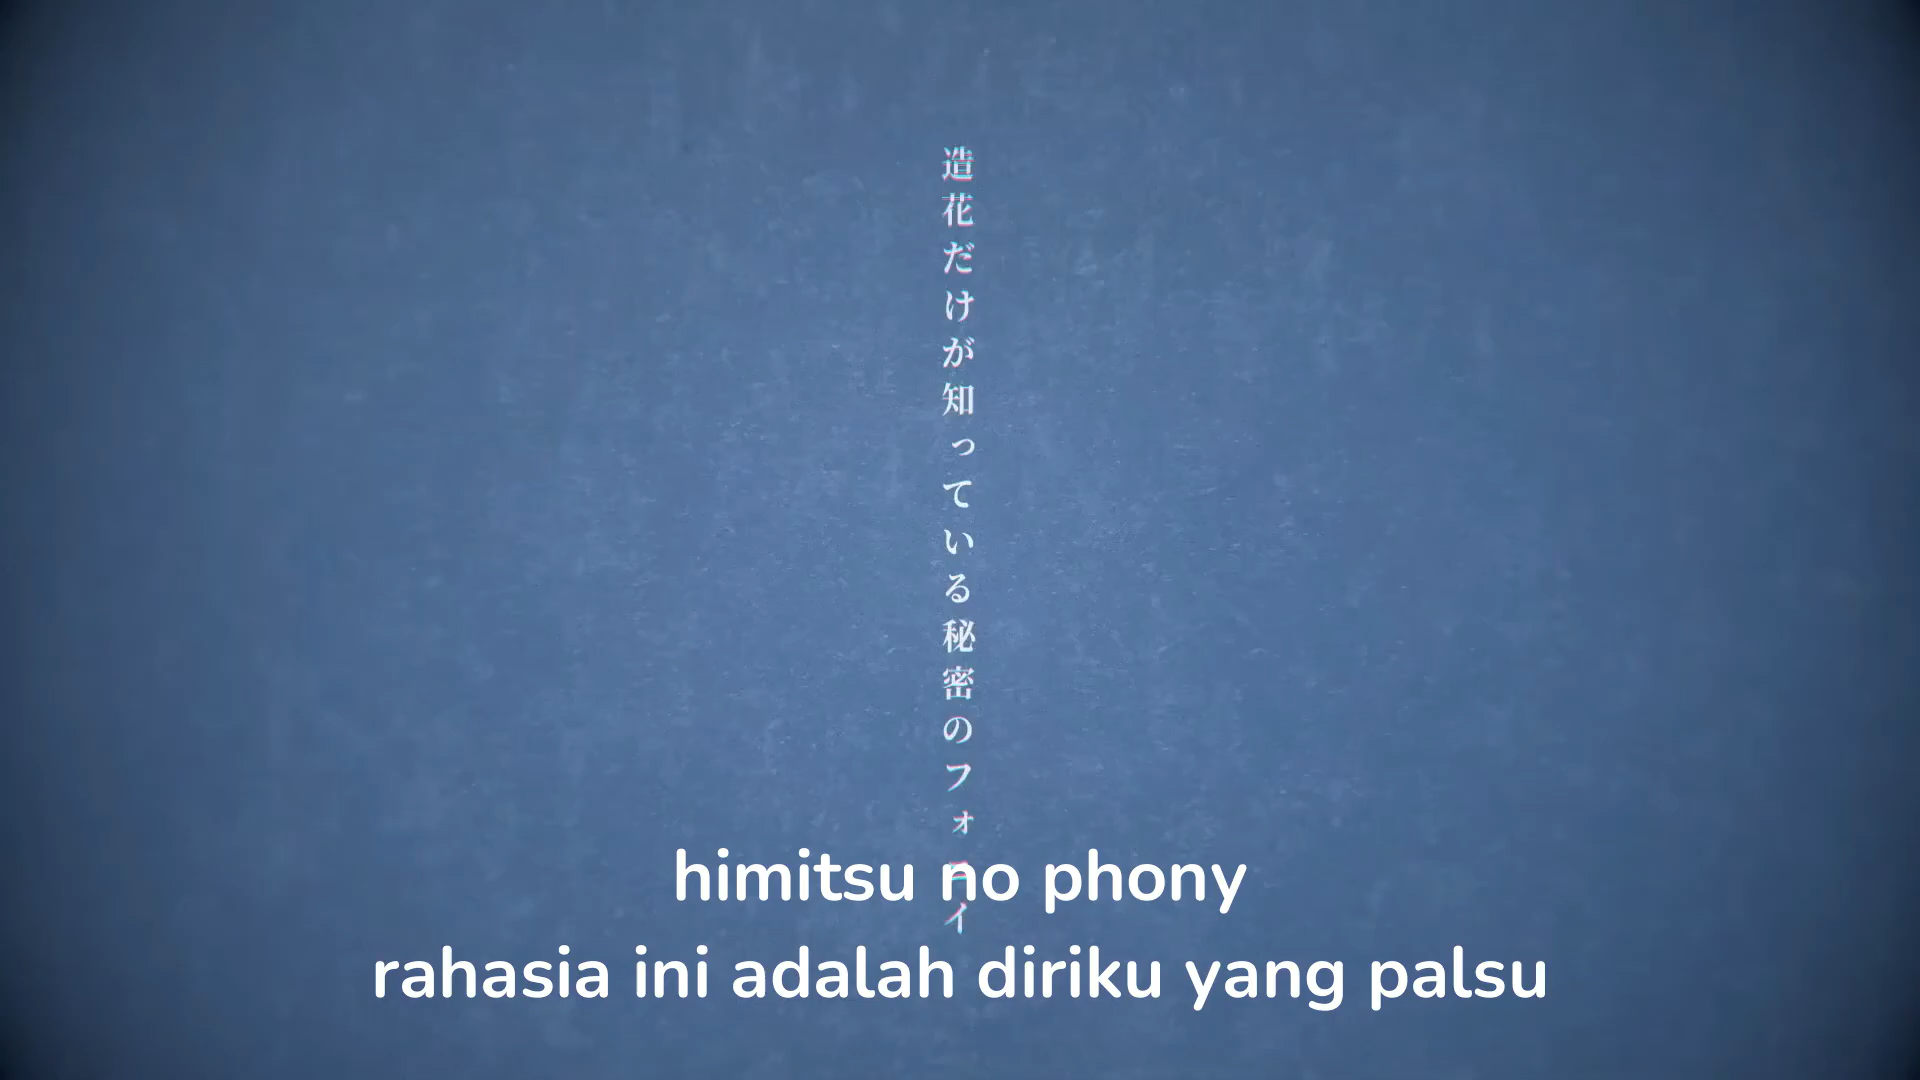 造花だけが知っている秘密のフォニイ
himitsu no phony
rahasia ini adalah diriku yang palsu